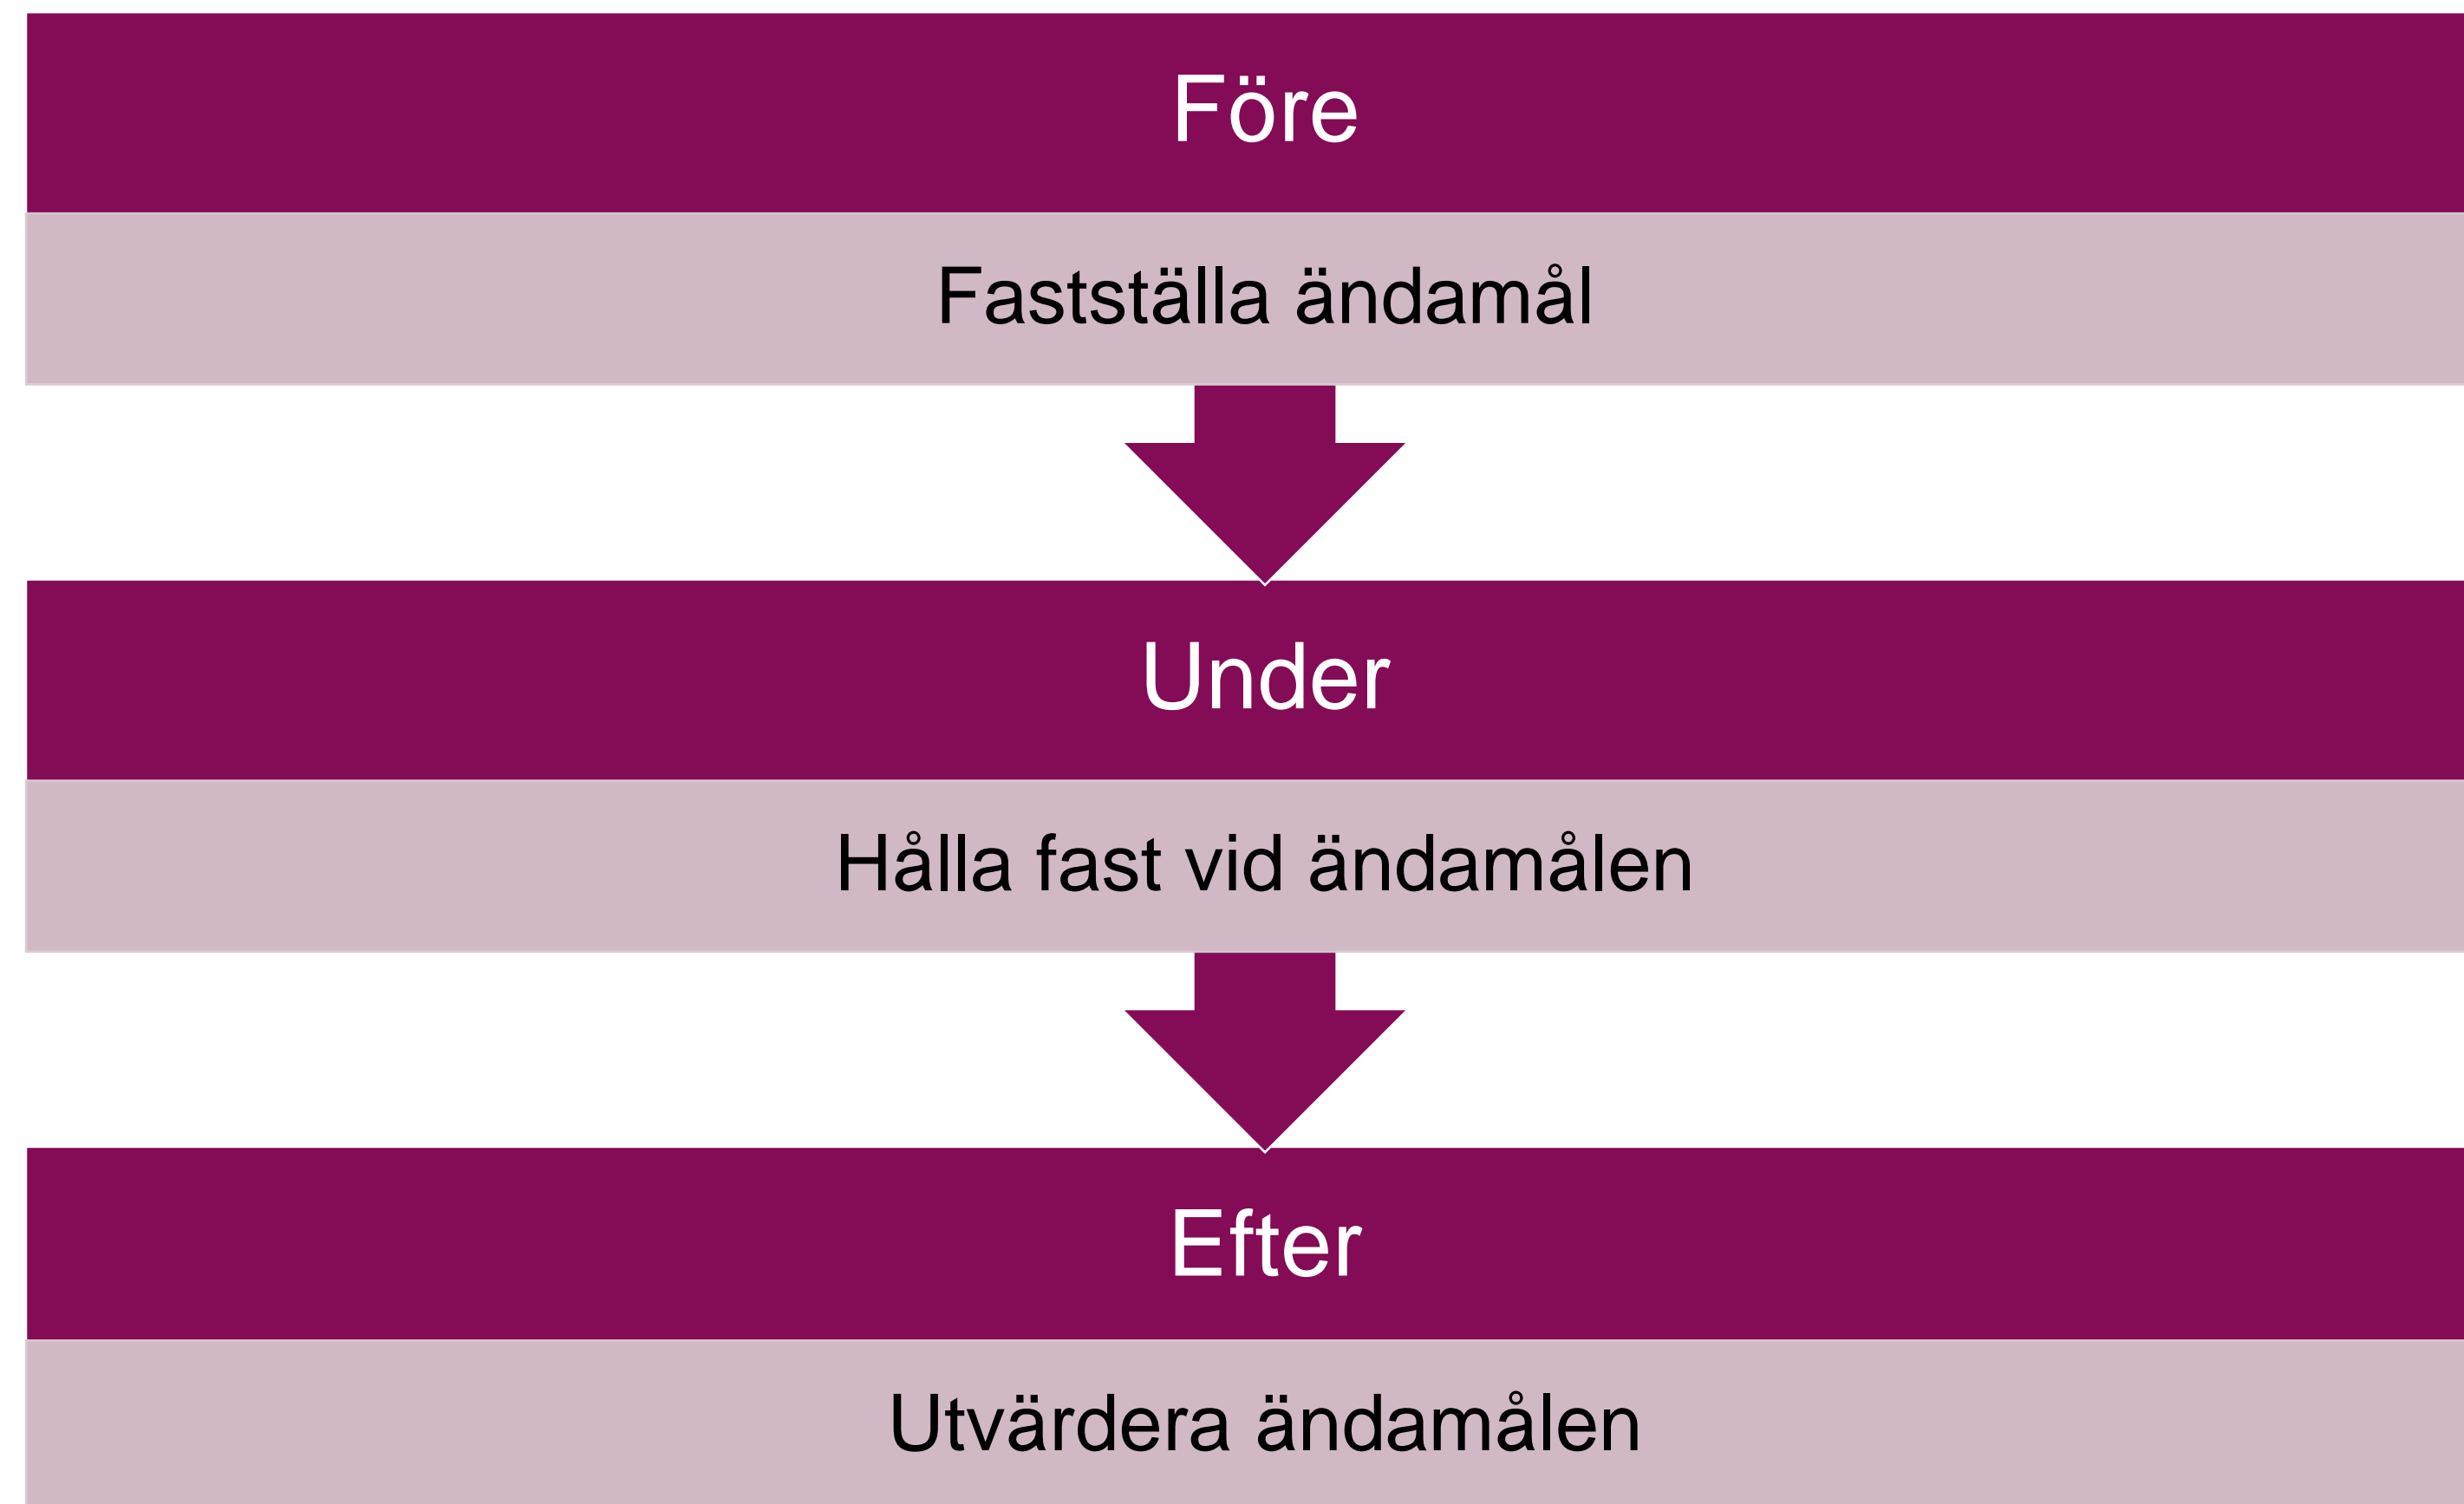 Före
Fastställa ändamål
Under
Hålla fast vid ändamålen
Efter
Utvärdera ändamålen